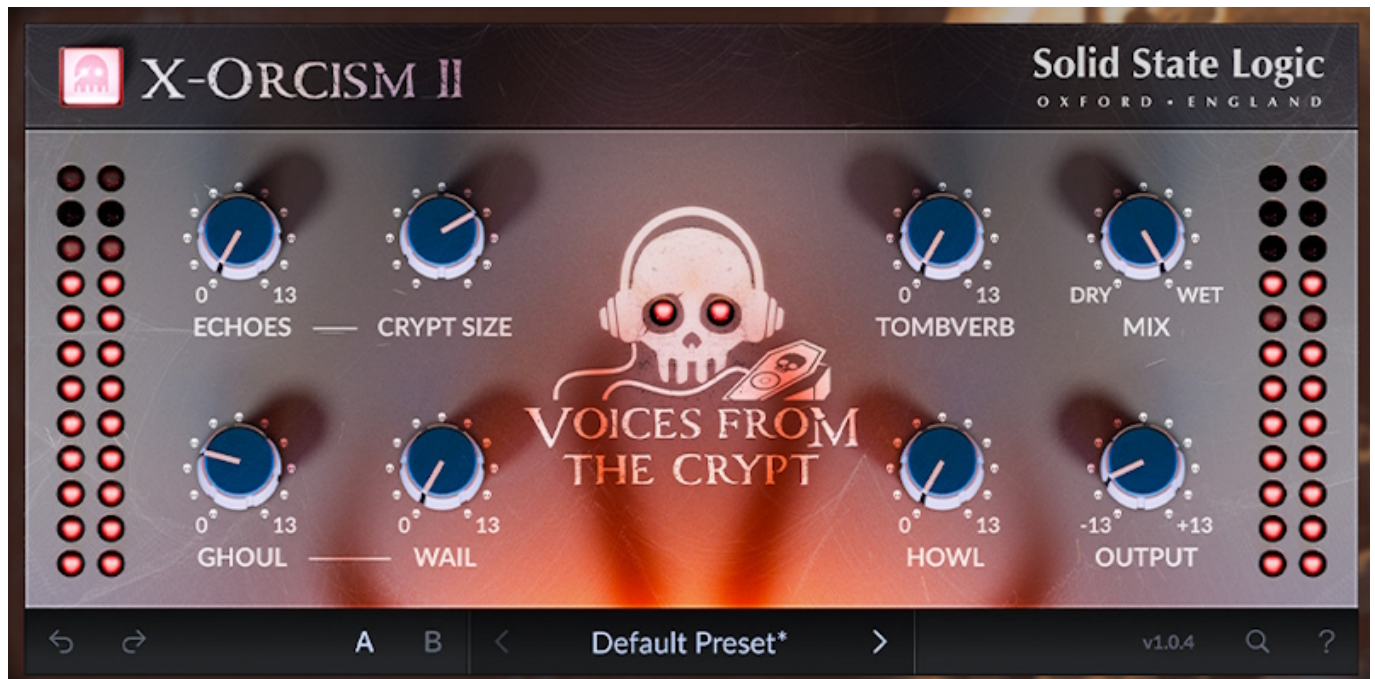 X-ORCISM II
Solid State Logic
OXFORD • ENGLAND
0 13
ECHOES
CRYPT SIZE
0 13
TOMBVERB
DRY WET
MIX
VOICES FROM
THE CRYPT
0 13
GHOUL
0 13
WAIL
0 13
HOWL
-13 +13
OUTPUT
A B
Default Preset*
v1.0.4
?